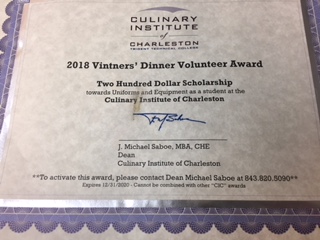 CULINARY
INSTITUTE
OF
CHARLESTON
TRIDENT TECHNICAL COLLEGE
2018 Vintners' Dinner Volunteer Award
Two Hundred Dollar Scholarship
towards Uniforms and Equipment as a student at the
Culinary Institute of Charleston
J. Michael Saboe, MBA, CHE
Dean
Culinary Institute of Charleston
**To activate this award, please contact Dean Michael Saboe at 843.820.5090**
Expires 12/31/2020 - Cannot be combined with other "CIC" awards